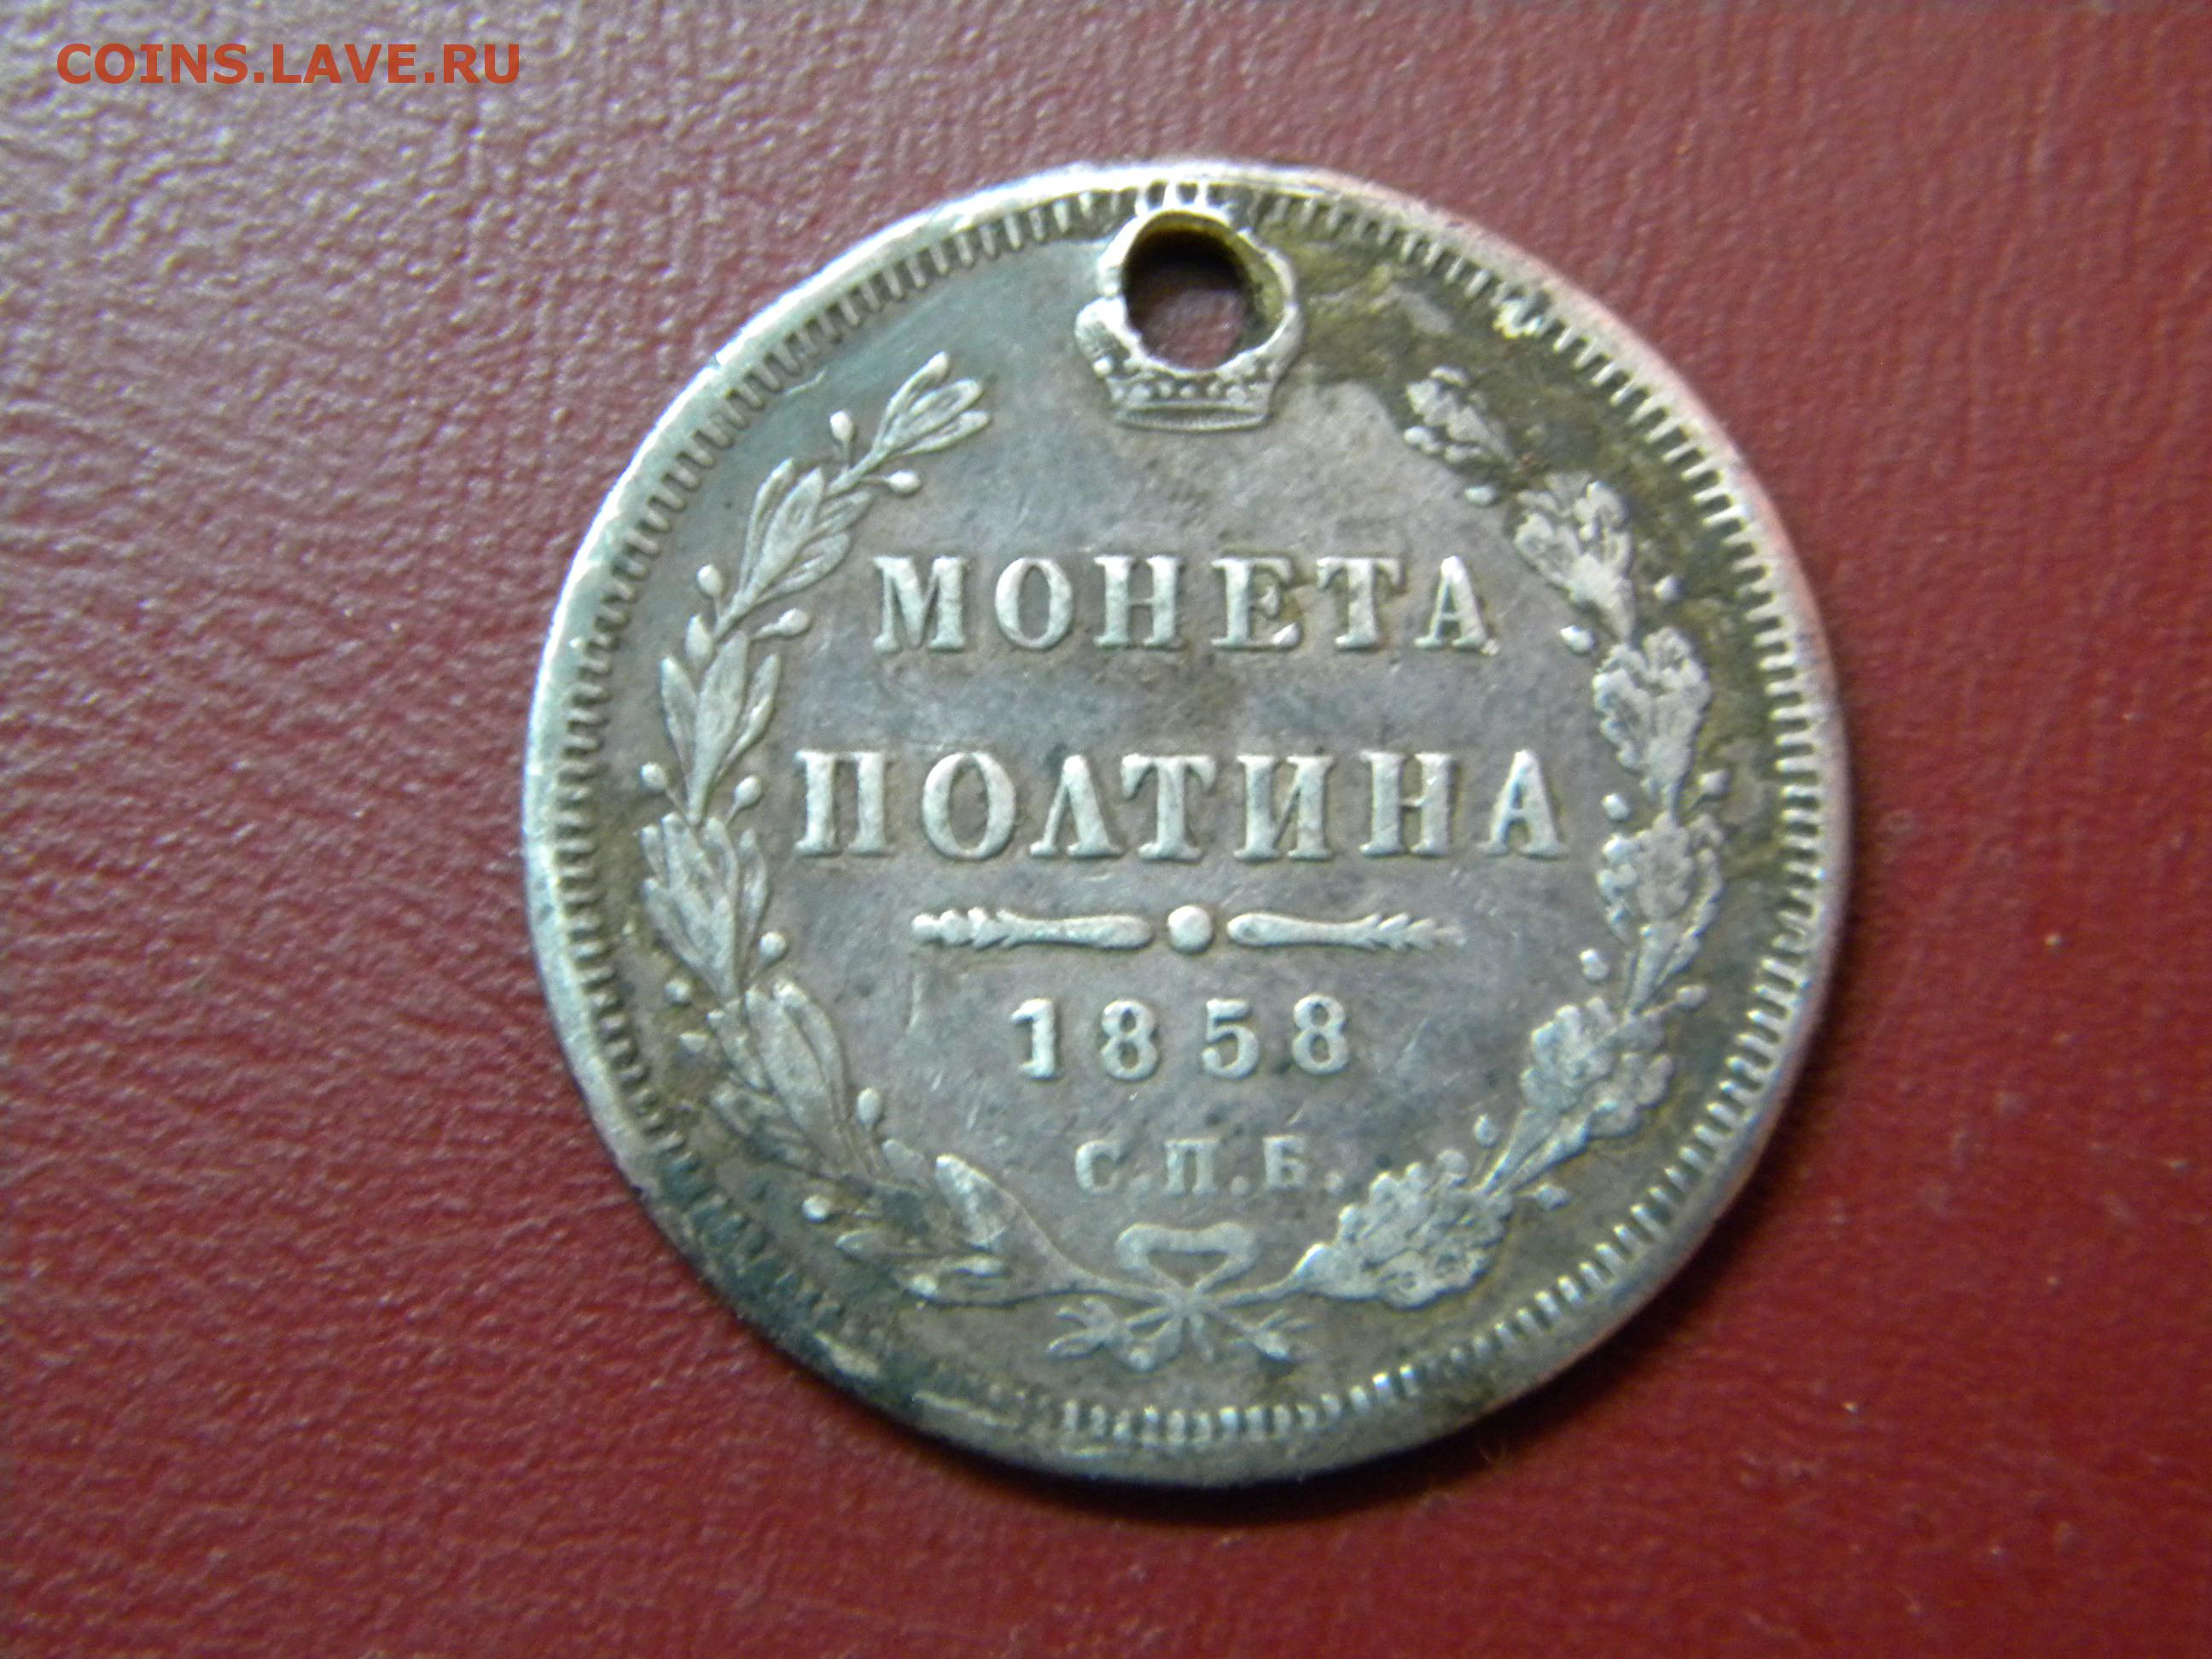 COINS.LAVE.RU
МОНЕТА
ПОЛТИНА
1858
С.П.Б.